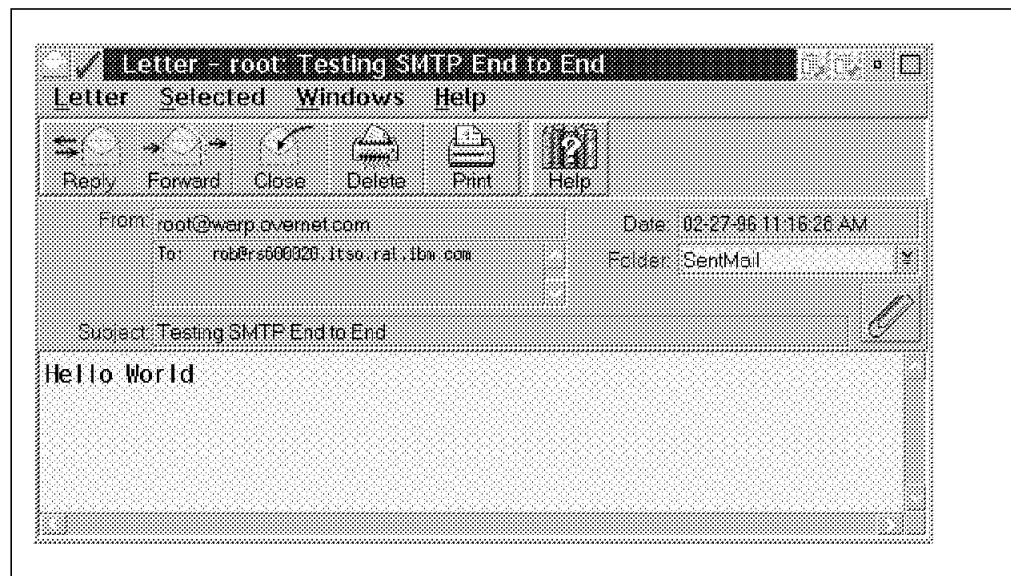 Letter - root: Testing SMTP End to End
Letter Selected Windows Help
Reply Forward Close Delete Print Help
From: root@warp.overnet.com
Date: 02-27-96 11:16:26 AM
To: rob@rs600020.itso.ral.ibm.com
Folder: SentMail
Subject: Testing SMTP End to End
Hello World